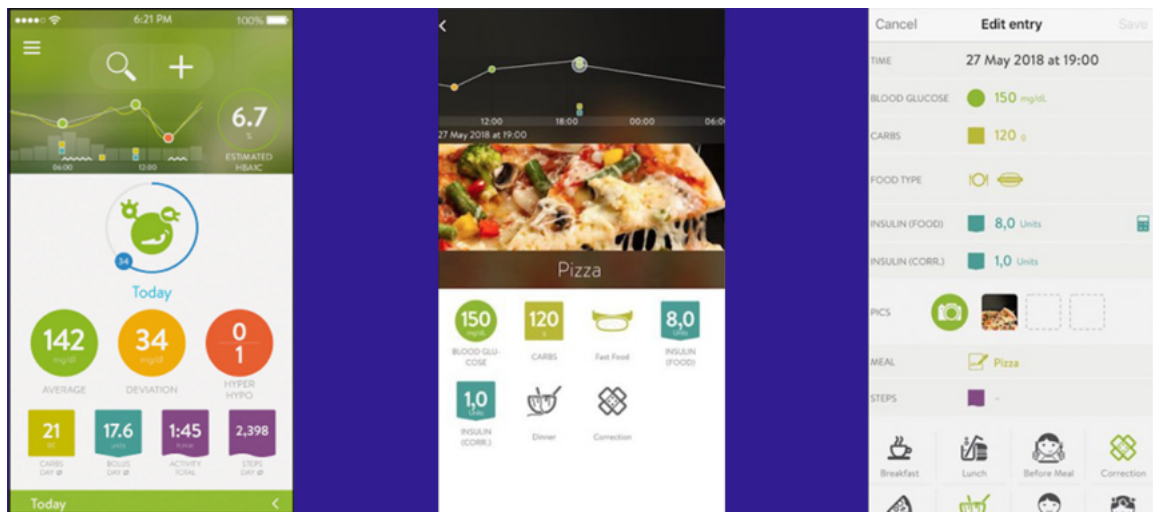 6:21 PM
100%
6.7
%
ESTIMATED
HBA1C
06:00
12:00
34
Today
142
mg/dl
34
mg/dl
0
1
AVERAGE
DEVIATION
HYPER
HYPO
21
17.6
units
1:45
2,398
CARBS
DAY Ø
BOLUS
DAY Ø
ACTIVITY
TOTAL
STEPS
DAY Ø
Today
12:00
18:00
00:00
06:0
27 May 2018 at 19:00
Pizza
150
mg/dL
120
g
8,0
Units
BLOOD GLU-
COSE
CARBS
Fast Food
INSULIN
(FOOD)
1,0
Units
INSULIN
(CORR.)
Dinner
Correction
Cancel
Edit entry
Save
TIME
27 May 2018 at 19:00
BLOOD GLUCOSE
150 mg/dL
CARBS
120 g
FOOD TYPE
INSULIN (FOOD)
8,0 Units
INSULIN (CORR.)
1,0 Units
PICS
MEAL
Pizza
STEPS
-
Breakfast
Lunch
Before Meal
Correction